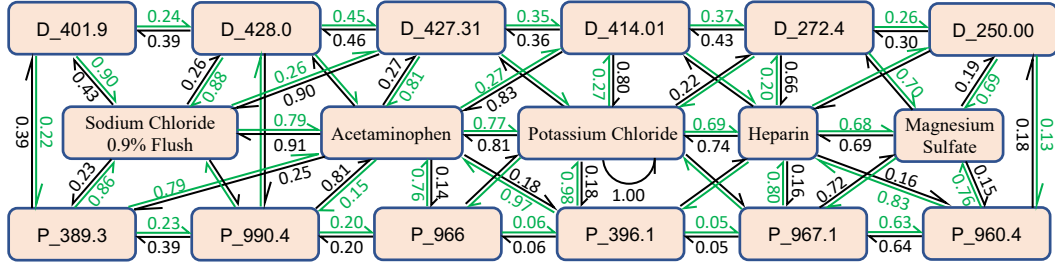 0.24 0.45 0.35 0.37 0.26
D_401.9 D_428.0 D_427.31 D_414.01 D_272.4 D_250.00
0.39 0.46 0.36 0.43 0.30
0.90 0.43 0.26 0.88 0.26 0.90 0.27 0.81 0.27 0.83 0.27 0.80 0.22 0.20 0.66 0.70 0.19 0.69
0.39 0.22 0.18 0.13
Sodium Chloride
0.9% Flush
0.79
0.91
Acetaminophen
0.77
0.81
Potassium Chloride
0.69
0.74
Heparin
0.68
0.69
Magnesium
Sulfate
1.00
0.23 0.86 0.79 0.25 0.81 0.15 0.76 0.14 0.18 0.97 0.98 0.18 0.80 0.16 0.72 0.16 0.83 0.76 0.15
0.23 0.20 0.06 0.05 0.63
P_389.3 P_990.4 P_966 P_396.1 P_967.1 P_960.4
0.39 0.20 0.06 0.05 0.64